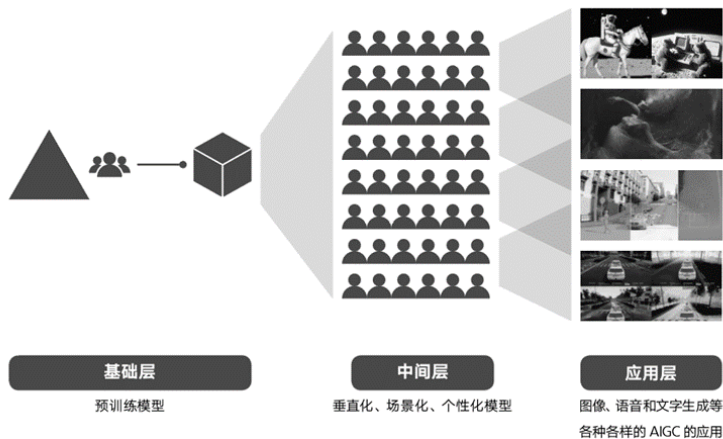 基础层
预训练模型
中间层
垂直化、场景化、个性化模型
应用层
图像、语音和文字生成等
各种各样的 AIGC 的应用